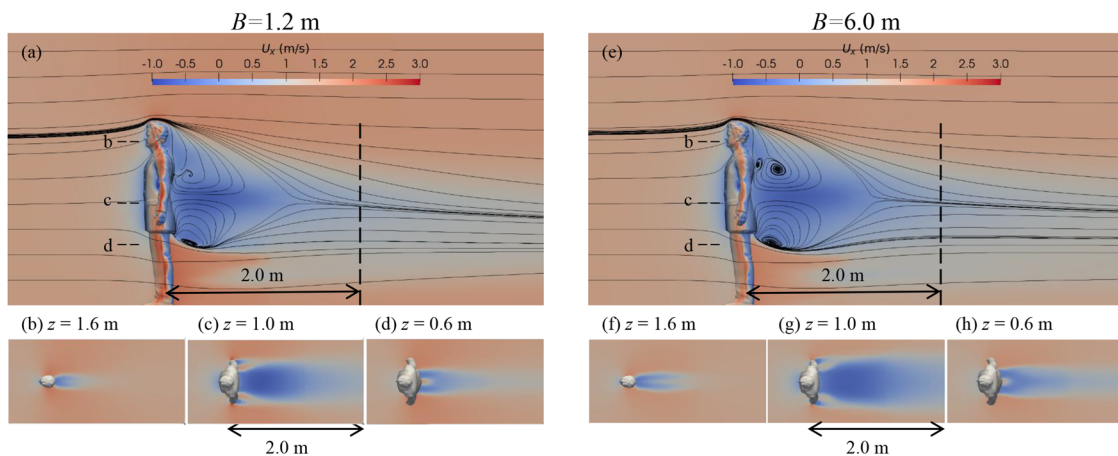 B=1.2 m
(a)
Ux (m/s)
-1.0 -0.5 0 0.5 1 1.5 2 2.5 3.0
b
c
d
2.0 m
(b) z = 1.6 m (c) z = 1.0 m (d) z = 0.6 m
2.0 m
B=6.0 m
(e)
Ux (m/s)
-1.0 -0.5 0 0.5 1 1.5 2 2.5 3.0
b
c
d
2.0 m
(f) z = 1.6 m (g) z = 1.0 m (h) z = 0.6 m
2.0 m